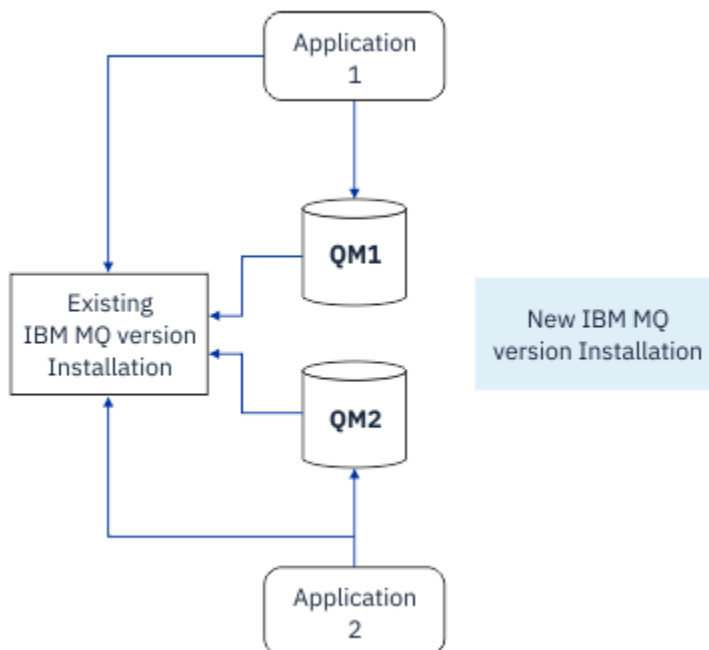 Application
1
QM1
Existing
IBM MQ version
Installation
New IBM MQ
version Installation
QM2
Application
2